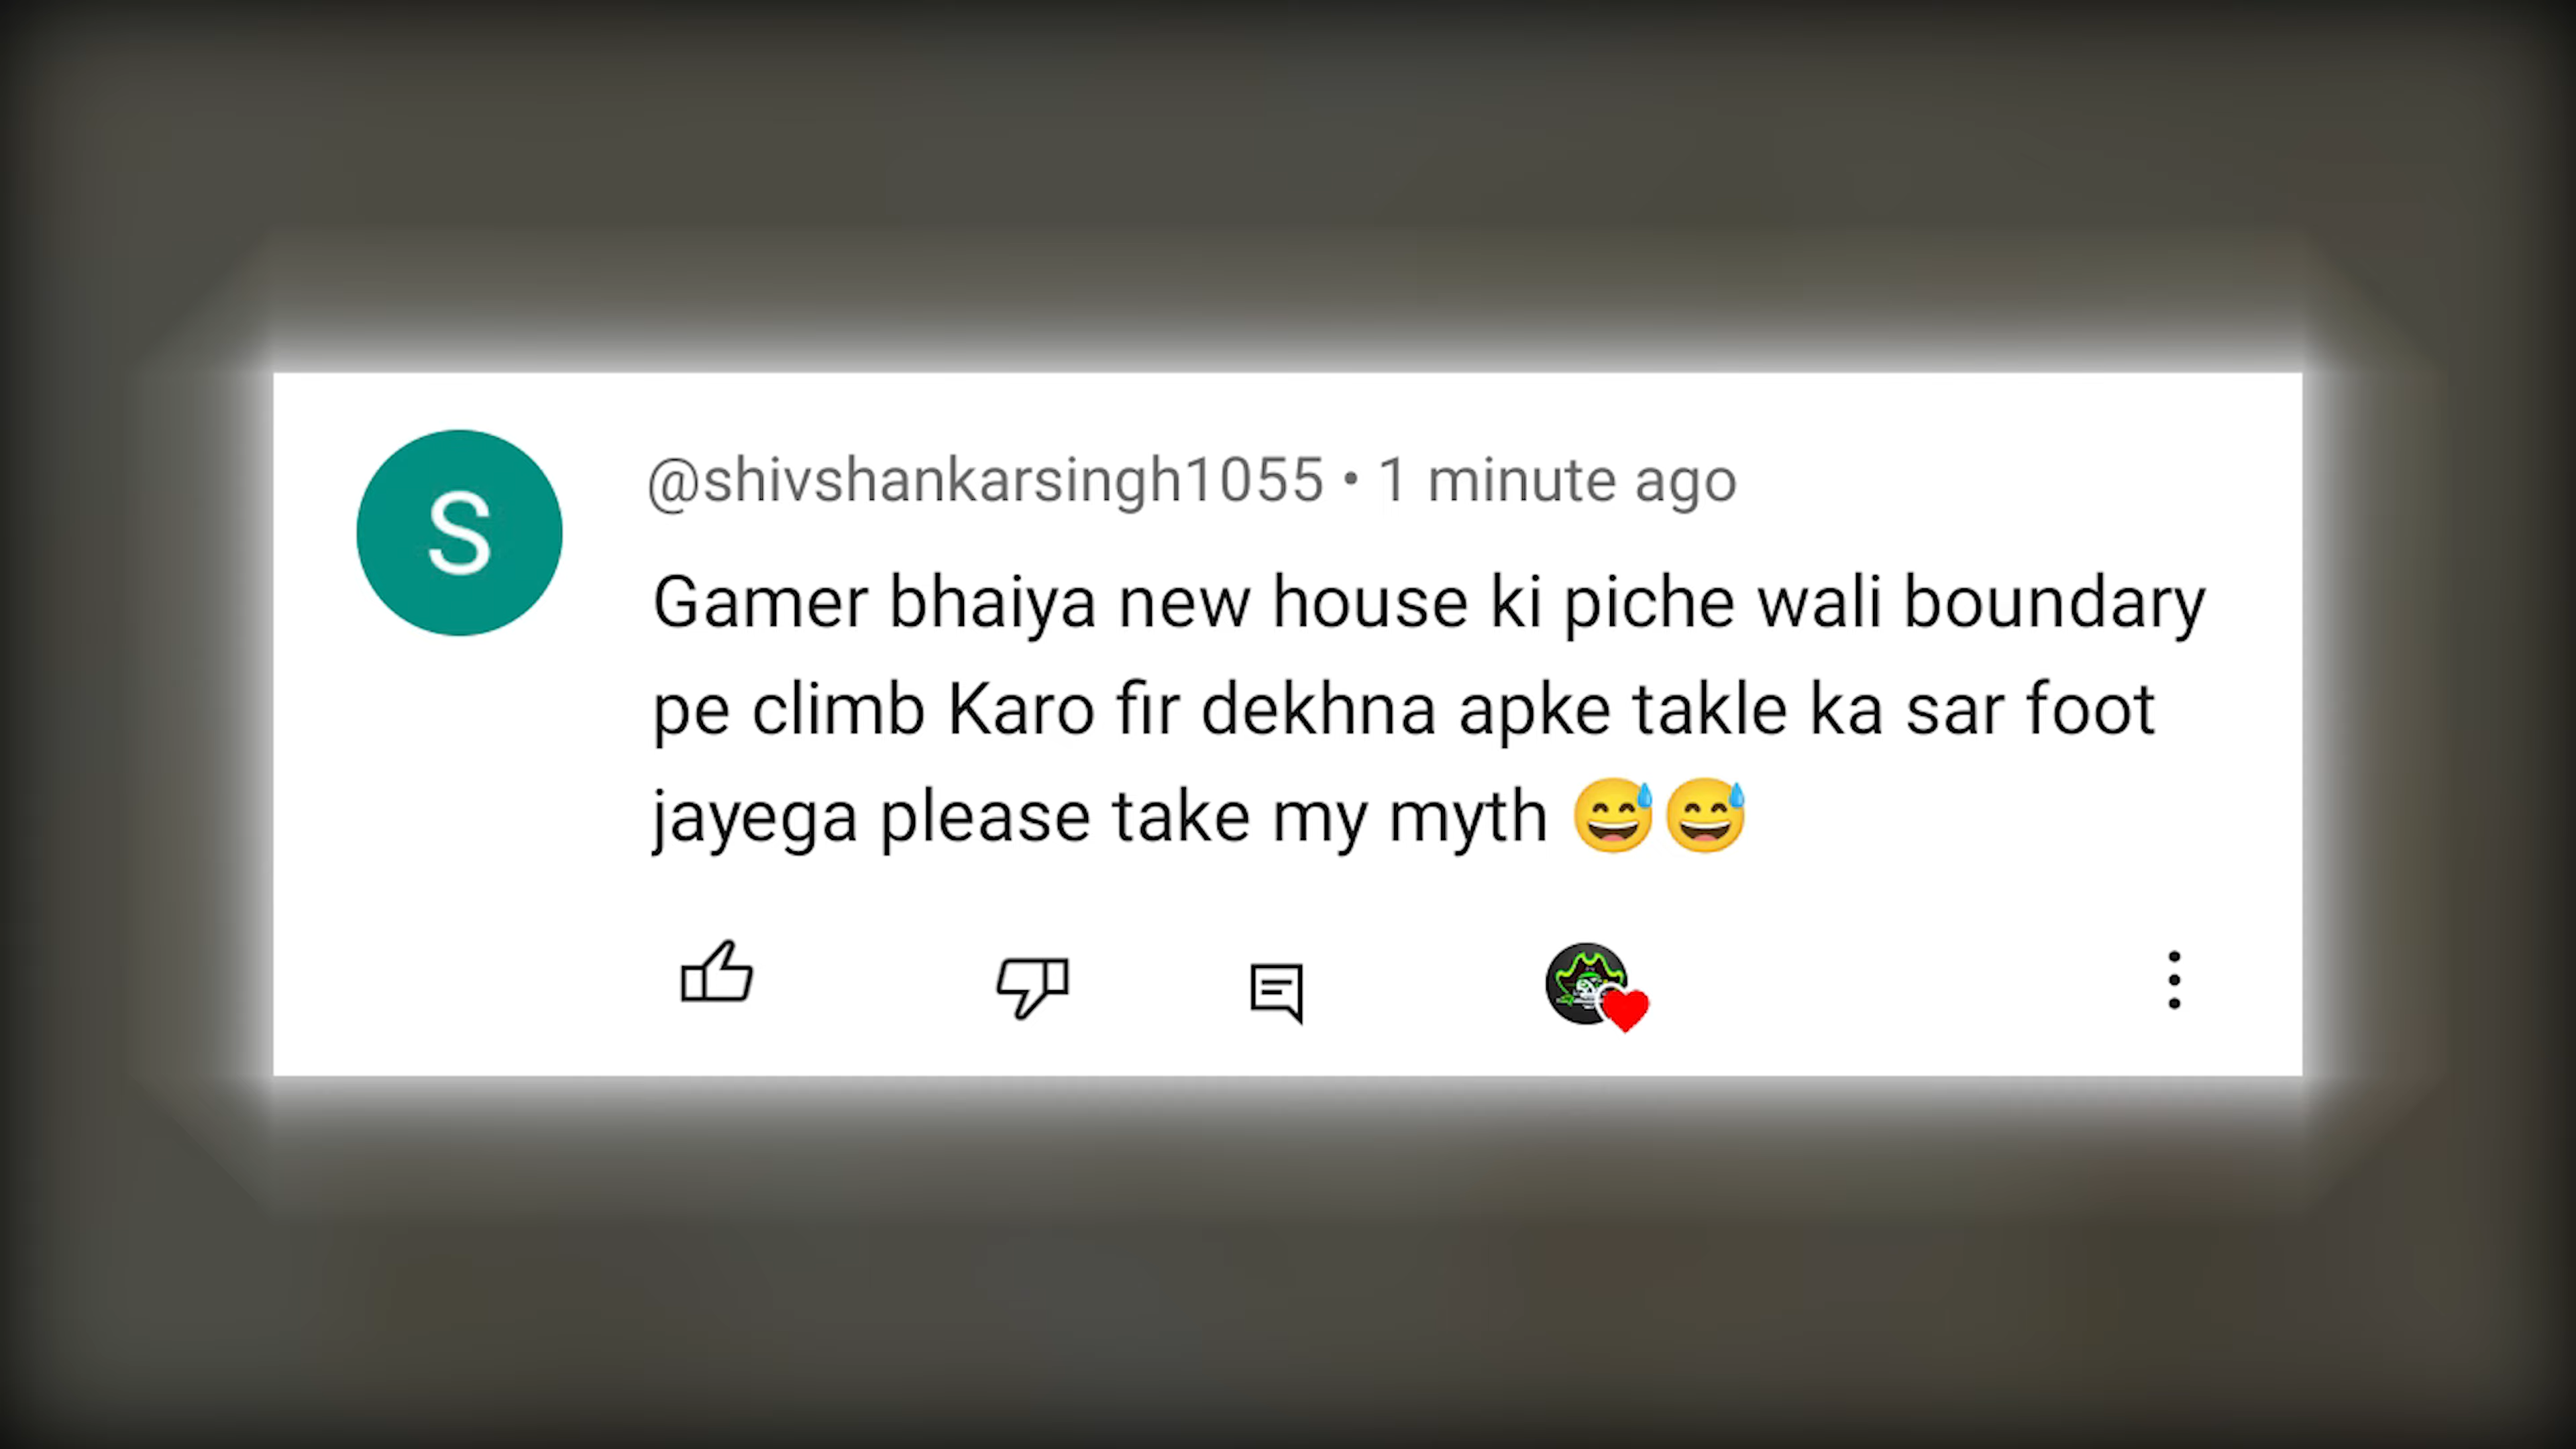 S
@shivshankarsingh1055 • 1 minute ago
Gamer bhaiya new house ki piche wali boundary
pe climb Karo fir dekhna apke takle ka sar foot
jayega please take my myth 😅😅